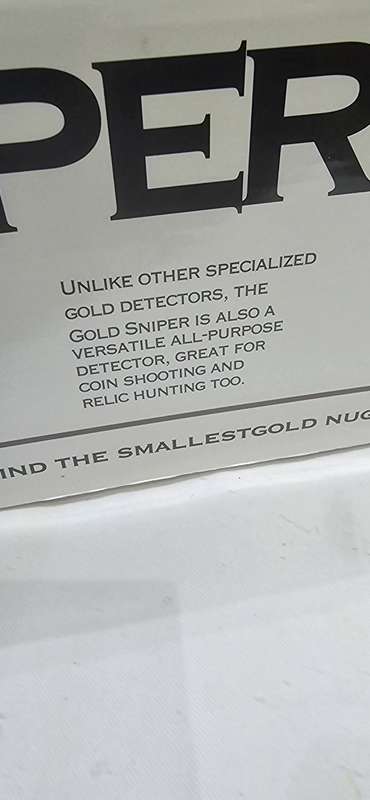 PER
UNLIKE OTHER SPECIALIZED
GOLD DETECTORS, THE
GOLD SNIPER IS ALSO A
VERSATILE ALL-PURPOSE
DETECTOR, GREAT FOR
COIN SHOOTING AND
RELIC HUNTING TOO.
IND THE SMALLESTGOLD NUG